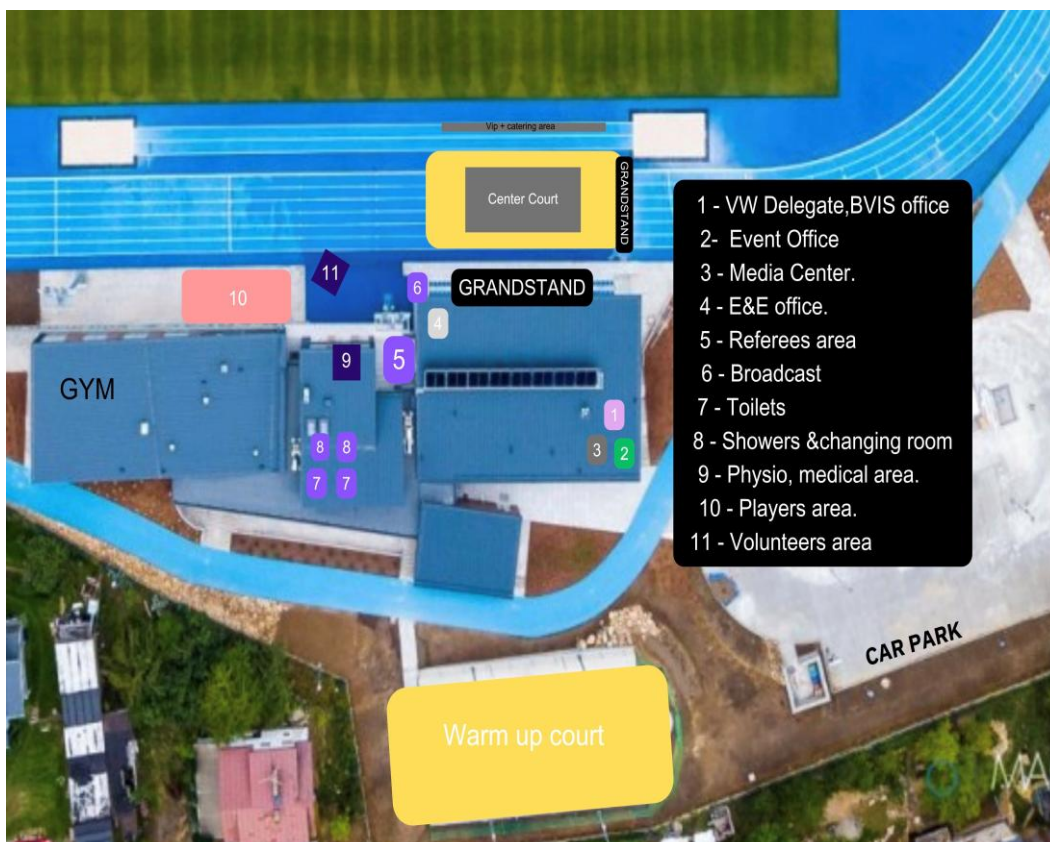 Vip + catering area
Center Court
GRANDSTAND
11
10
6
GRANDSTAND
4
9
5
GYM
1
8
8
3
2
7
7
1 - VW Delegate,BVIS office
2- Event Office
3 - Media Center.
4 - E&E office.
5 - Referees area
6 - Broadcast
7 - Toilets
8 - Showers &changing room
9 - Physio, medical area.
10 - Players area.
11 - Volunteers area
CAR PARK
Warm up court